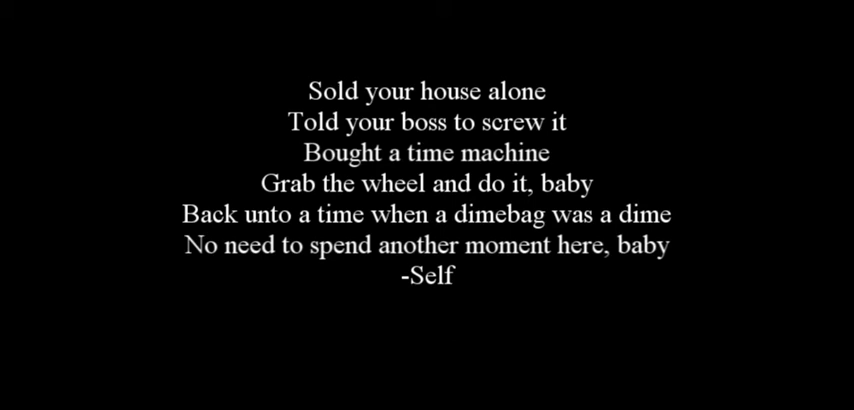 Sold your house alone
Told your boss to screw it
Bought a time machine
Grab the wheel and do it, baby
Back unto a time when a dimebag was a dime
No need to spend another moment here, baby
-Self